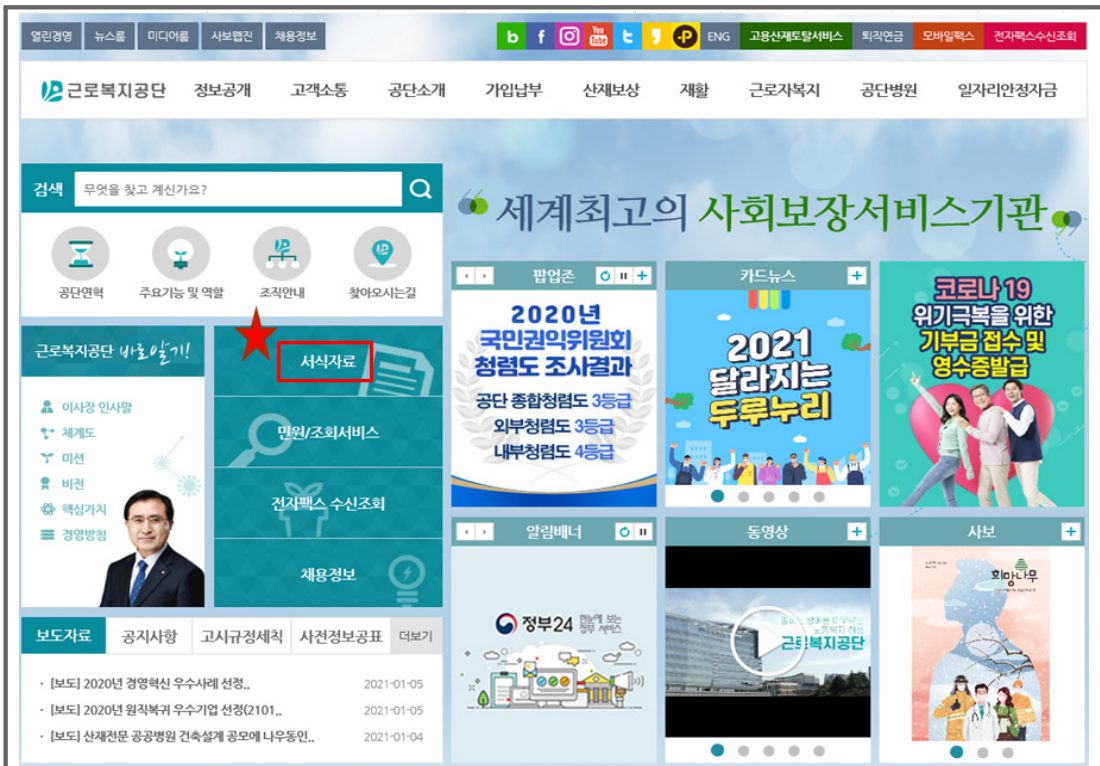 열린경영 뉴스룸 미디어룸 사보웹진 채용정보
b f You Tube t P ENG 고용산재토탈서비스 퇴직연금 모바일팩스 전자팩스수신조회
근로복지공단 정보공개 고객소통 공단소개 가입납부 산재보상 재활 근로자복지 공단병원 일자리안정자금
검색 무엇을 찾고 계신가요?
세계최고의 사회보장서비스기관
공단연혁 주요기능 및 역할 조직안내 찾아오시는길
근로복지공단 바로알기!
이사장 인사말
체계도
미션
비전
핵심가치
경영방침
서식자료
민원/조회서비스
전자팩스 수신조회
채용정보
팝업존
2020년
국민권익위원회
청렴도 조사결과
공단 종합청렴도 3등급
외부청렴도 3등급
내부청렴도 4등급
카드뉴스
2021
달라지는
두루누리
코로나 19
위기극복을 위한
기부금 접수 및
영수증발급
알림배너
정부24 한눈에 보는
정부 서비스
동영상
근로복지공단
사보
희망나무
보도자료 공지사항 고시규정세칙 사전정보공표 더보기
· [보도] 2020년 경영혁신 우수사례 선정.. 2021-01-05
· [보도] 2020년 원직복귀 우수기업 선정(2101.. 2021-01-05
· [보도] 산재전문 공공병원 건축설계 공모에 나우동인.. 2021-01-04